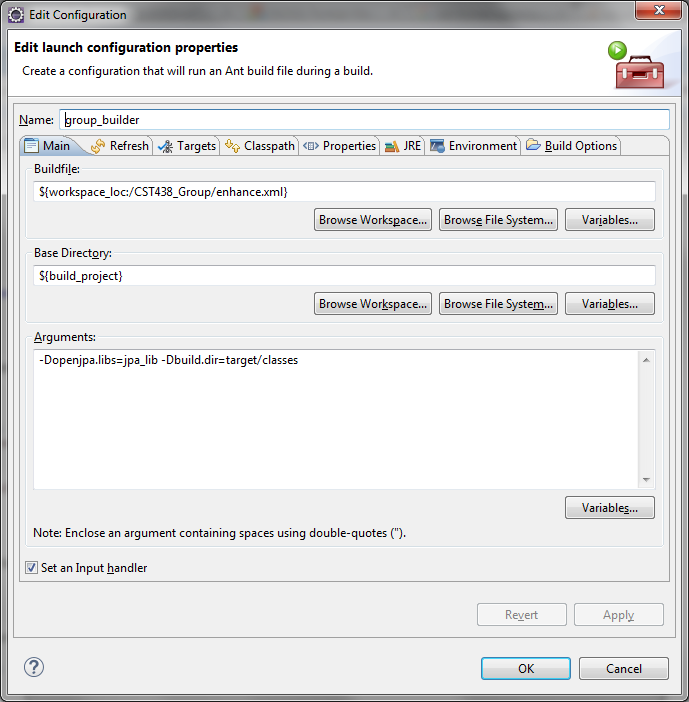 Edit Configuration
Edit launch configuration properties
Create a configuration that will run an Ant build file during a build.
Name: group_builder
Main Refresh Targets Classpath Properties JRE Environment Build Options
Buildfile:
${workspace_loc:/CST438_Group/enhance.xml}
Browse Workspace... Browse File System... Variables...
Base Directory:
${build_project}
Browse Workspace... Browse File System... Variables...
Arguments:
-Dopenjpa.libs=jpa_lib -Dbuild.dir=target/classes
Variables...
Note: Enclose an argument containing spaces using double-quotes (").
Set an Input handler
Revert Apply
? OK Cancel